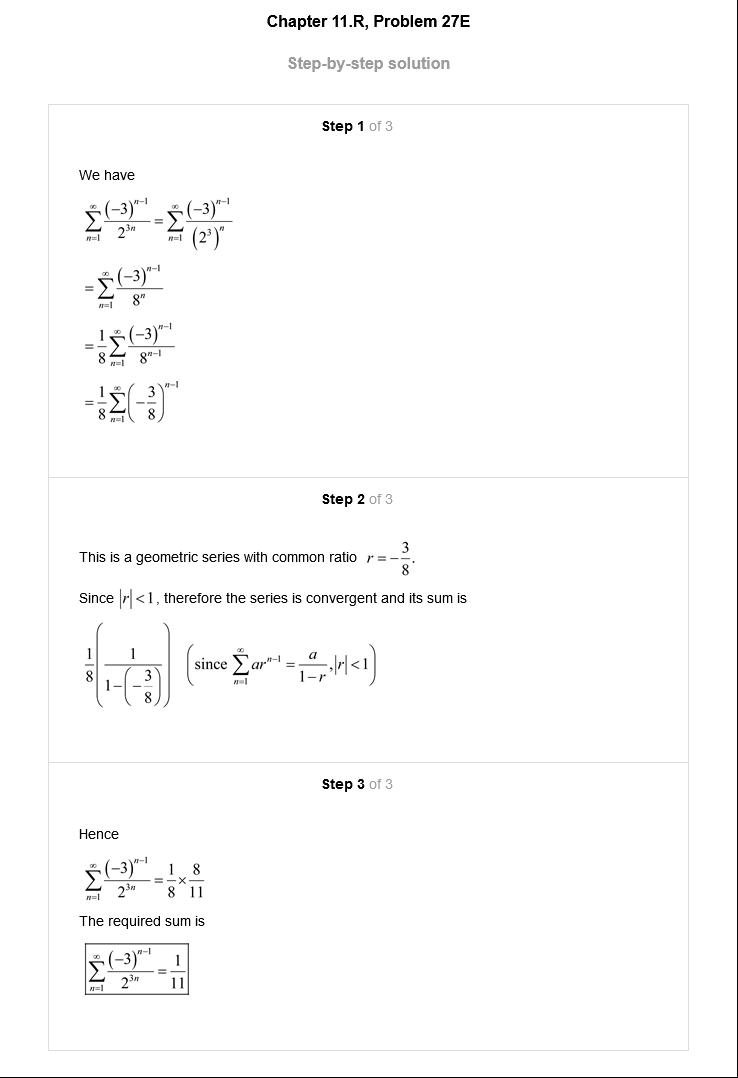 Chapter 11.R, Problem 27E
Step-by-step solution
Step 1 of 3
We have
\sum_{n=1}^{\infty} \frac{(-3)^{n-1}}{2^{3n}} = \sum_{n=1}^{\infty} \frac{(-3)^{n-1}}{(2^3)^n}
= \sum_{n=1}^{\infty} \frac{(-3)^{n-1}}{8^n}
= \frac{1}{8} \sum_{n=1}^{\infty} \frac{(-3)^{n-1}}{8^{n-1}}
= \frac{1}{8} \sum_{n=1}^{\infty} \left(-\frac{3}{8}\right)^{n-1}
Step 2 of 3
This is a geometric series with common ratio r = -\frac{3}{8}.
Since |r| < 1, therefore the series is convergent and its sum is
\frac{1}{8} \left( \frac{1}{1-\left(-\frac{3}{8}\right)} \right) \left( since \sum_{n=1}^{\infty} ar^{n-1} = \frac{a}{1-r}, |r| < 1 \right)
Step 3 of 3
Hence
\sum_{n=1}^{\infty} \frac{(-3)^{n-1}}{2^{3n}} = \frac{1}{8} × \frac{8}{11}
The required sum is
\sum_{n=1}^{\infty} \frac{(-3)^{n-1}}{2^{3n}} = \frac{1}{11}